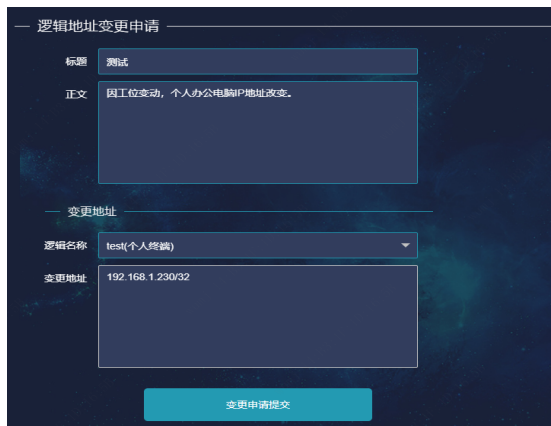 逻辑地址变更申请
标题 测试
正文 因工位变动，个人办公电脑IP地址改变。
变更地址
逻辑名称 test(个人终端)
变更地址 192.168.1.230/32
变更申请提交